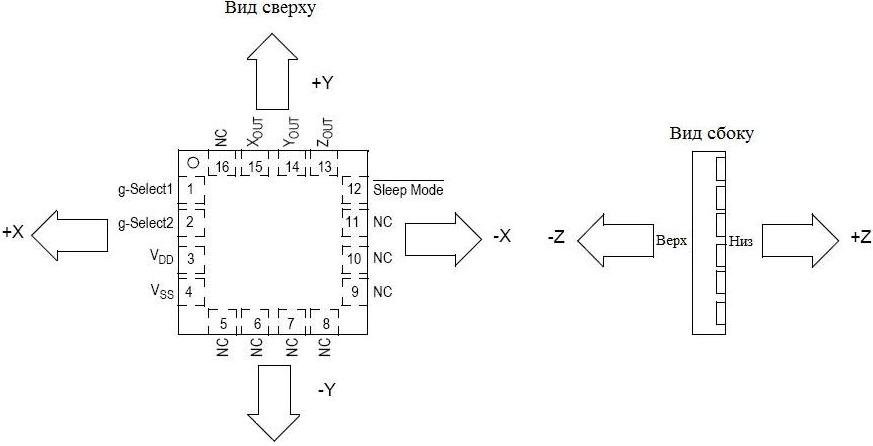 Вид сверху
+Y
NC
XOUT
YOUT
ZOUT
16
15
14
13
g-Select1
1
12
Sleep Mode
g-Select2
2
11
NC
+X
-X
VDD
3
10
NC
VSS
4
9
NC
5
6
7
8
NC
NC
NC
NC
-Y
Вид сбоку
-Z
Верх
Низ
+Z